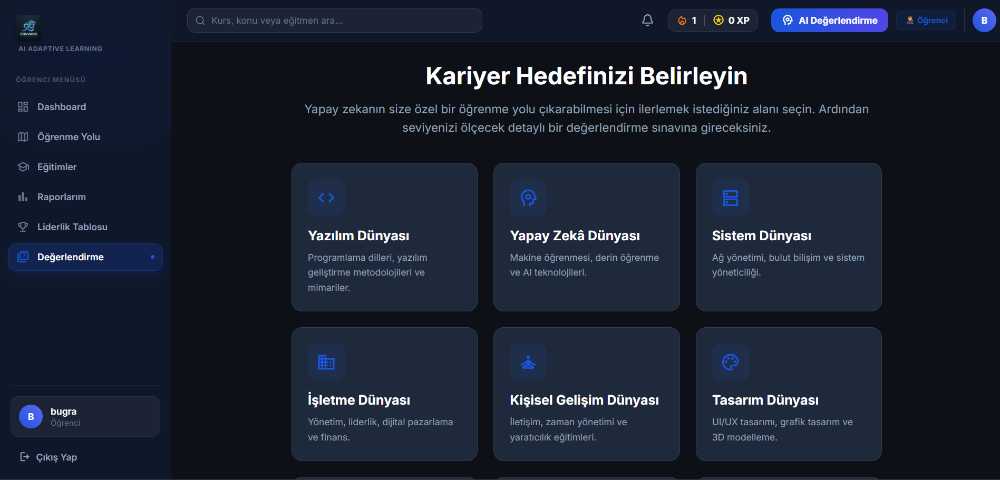 EDUVAISE
AI ADAPTIVE LEARNING
ÖĞRENCI MENÜSÜ
Dashboard
Öğrenme Yolu
Eğitimler
Raporlarım
Liderlik Tablosu
Değerlendirme
B
bugra
Öğrenci
Çıkış Yap
Kurs, konu veya eğitmen ara...
1
0 XP
AI Değerlendirme
Öğrenci
B
Kariyer Hedefinizi Belirleyin
Yapay zekanın size özel bir öğrenme yolu çıkarabilmesi için ilerlemek istediğiniz alanı seçin. Ardından
seviyenizi ölçecek detaylı bir değerlendirme sınavına gireceksiniz.
Yazılım Dünyası
Programlama dilleri, yazılım
geliştirme metodolojileri ve
mimariler.
Yapay Zekâ Dünyası
Makine öğrenmesi, derin öğrenme
ve AI teknolojileri.
Sistem Dünyası
Ağ yönetimi, bulut bilişim ve sistem
yöneticiliği.
İşletme Dünyası
Yönetim, liderlik, dijital pazarlama
ve finans.
Kişisel Gelişim Dünyası
İletişim, zaman yönetimi ve
yaratıcılık eğitimleri.
Tasarım Dünyası
UI/UX tasarımı, grafik tasarım ve
3D modelleme.